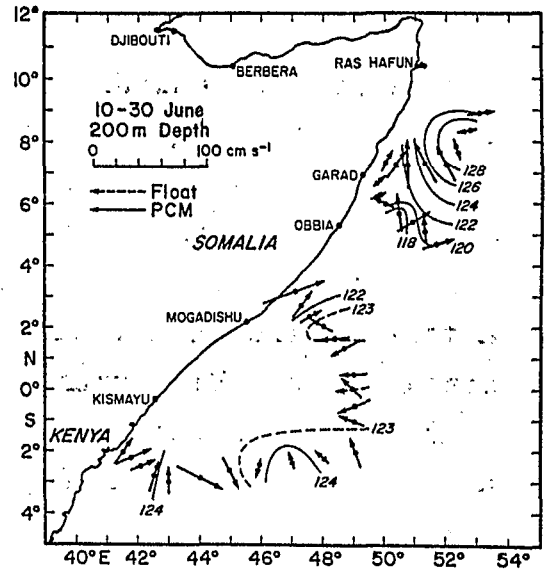 12°
10°
8°
6°
4°
2°
N
0°
S
2°
4°
DJIBOUTI
BERBERA
RAS HAFUN
10-30 June
200m Depth
0 100 cm s-1
Float
PCM
GARAD
OBBIA
SOMALIA
MOGADISHU
KISMAYU
KENYA
128
126
124
122
120
118
122
123
123
124
124
40°E 42° 44° 46° 48° 50° 52° 54°